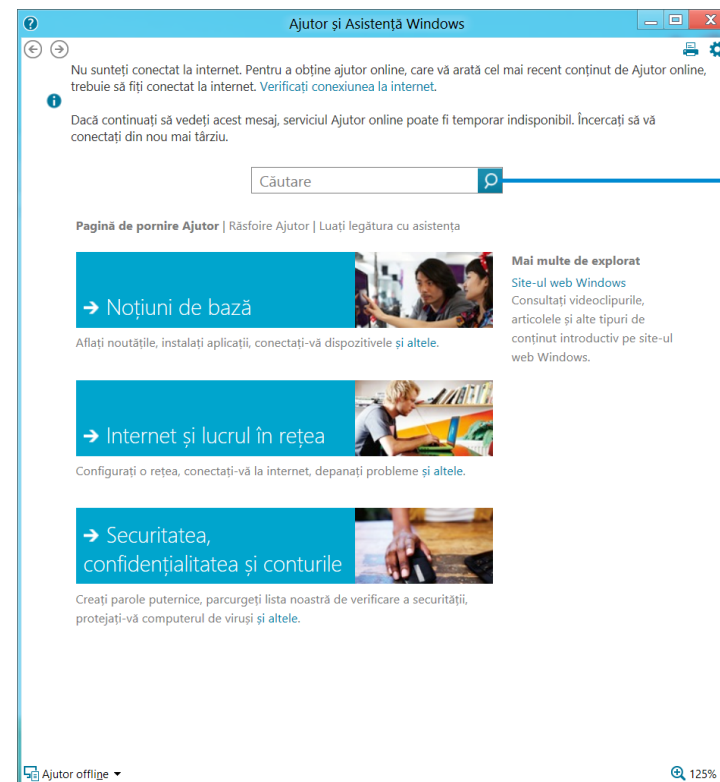 Ajutor și Asistență Windows
Nu sunteți conectat la internet. Pentru a obține ajutor online, care vă arată cel mai recent conținut de Ajutor online,
trebuie să fiți conectat la internet. Verificați conexiunea la internet.
Dacă continuați să vedeți acest mesaj, serviciul Ajutor online poate fi temporar indisponibil. Încercați să vă
conectați din nou mai târziu.
Căutare
Pagină de pornire Ajutor | Răsfoire Ajutor | Luați legătura cu asistența
Noțiuni de bază
Aflați noutățile, instalați aplicații, conectați-vă dispozitivele și altele.
Mai multe de explorat
Site-ul web Windows
Consultați videoclipurile,
articolele și alte tipuri de
conținut introductiv pe site-ul
web Windows.
Internet și lucrul în rețea
Configurați o rețea, conectați-vă la internet, depanați probleme și altele.
Securitatea,
confidențialitatea și conturile
Creați parole puternice, parcurgeți lista noastră de verificare a securității,
protejați-vă computerul de viruși și altele.
Ajutor offline
125%